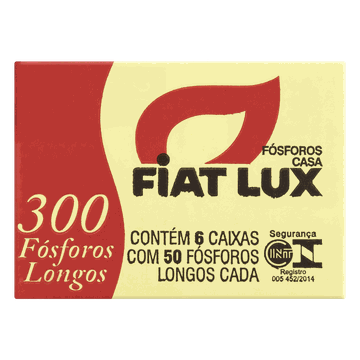 FÓSFOROS
CASA
FIAT LUX
300
Fósforos
Longos
CONTÉM 6 CAIXAS
COM 50 FÓSFOROS
LONGOS CADA
Segurança
INT
Registro
005 452/2014